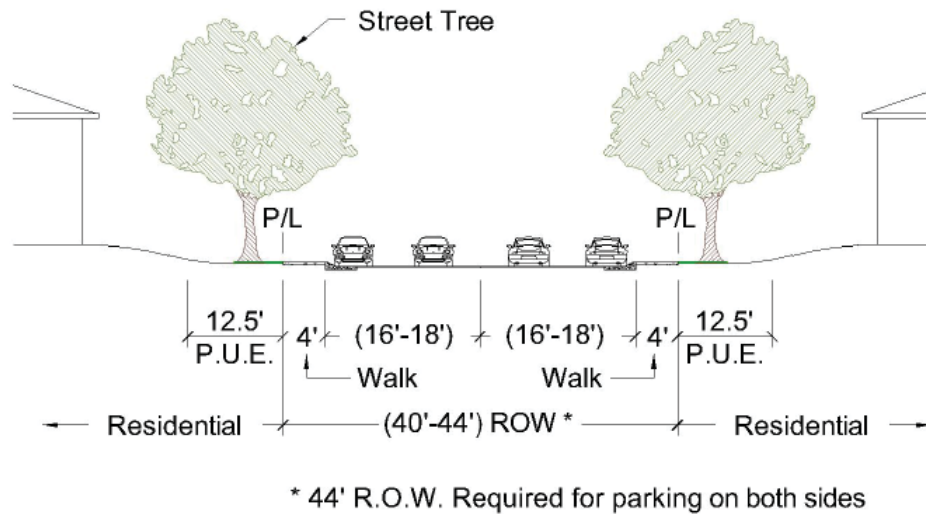 Street Tree
P/L P/L
12.5' 4' (16'-18') (16'-18') 4' 12.5'
P.U.E. P.U.E.
Walk Walk
Residential (40'-44') ROW * Residential
* 44' R.O.W. Required for parking on both sides